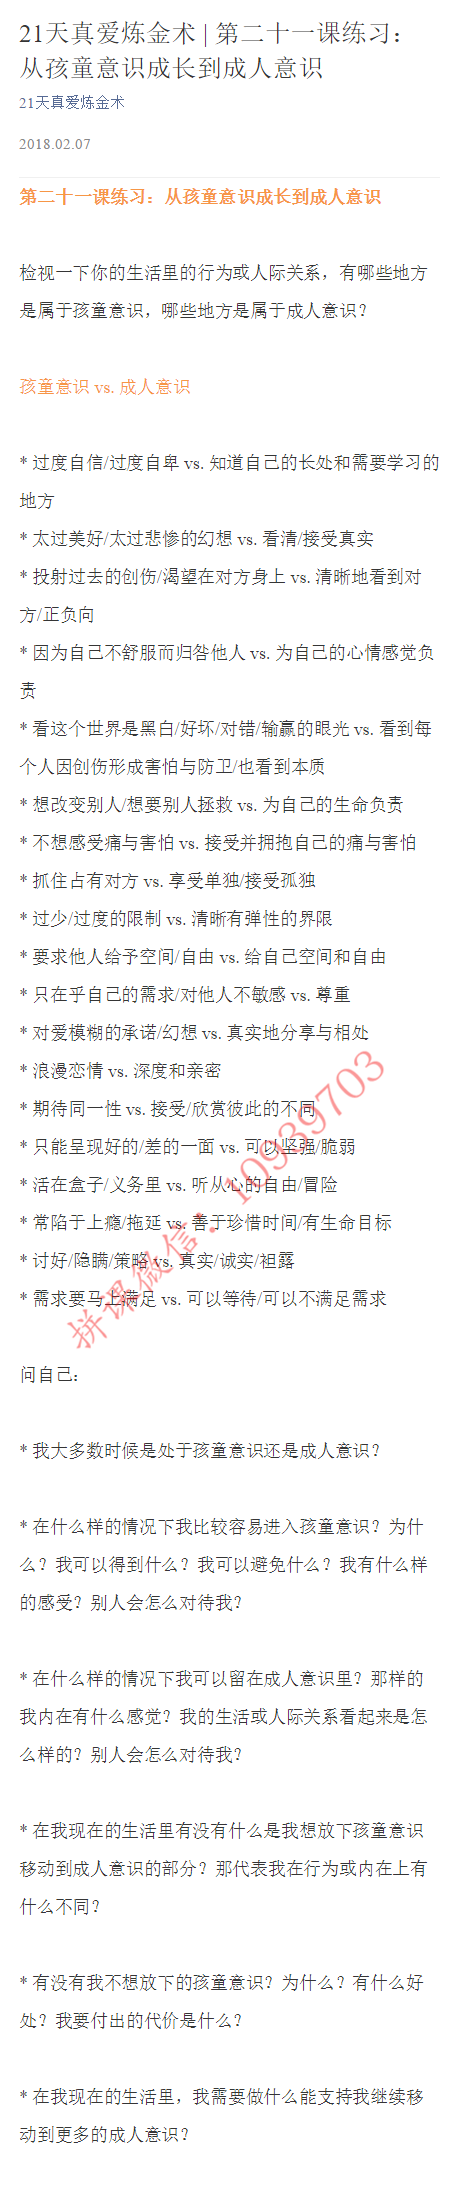 21天真爱炼金术 | 第二十一课练习：
从孩童意识成长到成人意识
21天真爱炼金术
2018.02.07
第二十一课练习：从孩童意识成长到成人意识
检视一下你的生活里的行为或人际关系，有哪些地方
是属于孩童意识，哪些地方是属于成人意识？
孩童意识 vs. 成人意识
* 过度自信/过度自卑 vs. 知道自己的长处和需要学习的
地方
* 太过美好/太过悲惨的幻想 vs. 看清/接受真实
* 投射过去的创伤/渴望在对方身上 vs. 清晰地看到对
方/正负向
* 因为自己不舒服而归咎他人 vs. 为自己的心情感觉负
责
* 看这个世界是黑白/好坏/对错/输赢的眼光 vs. 看到每
个人因创伤形成害怕与防卫/也看到本质
* 想改变别人/想要别人拯救 vs. 为自己的生命负责
* 不想感受痛与害怕 vs. 接受并拥抱自己的痛与害怕
* 抓住占有对方 vs. 享受单独/接受孤独
* 过少/过度的限制 vs. 清晰有弹性的界限
* 要求他人给予空间/自由 vs. 给自己空间和自由
* 只在乎自己的需求/对他人不敏感 vs. 尊重
* 对爱模糊的承诺/幻想 vs. 真实地分享与相处
* 浪漫恋情 vs. 深度和亲密
* 期待同一性 vs. 接受/欣赏彼此的不同
* 只能呈现好的/差的一面 vs. 可以坚强/脆弱
* 活在盒子/义务里 vs. 听从心的自由/冒险
* 常陷于上瘾/拖延 vs. 善于珍惜时间/有生命目标
* 讨好/隐瞒/策略 vs. 真实/诚实/袒露
* 需求要马上满足 vs. 可以等待/可以不满足需求
拼课微信：10939703
问自己：
* 我大多数时候是处于孩童意识还是成人意识？
* 在什么样的情况下我比较容易进入孩童意识？为什
么？我可以得到什么？我可以避免什么？我有什么样
的感受？别人会怎么对待我？
* 在什么样的情况下我可以留在成人意识里？那样的
我内在有什么感觉？我的生活或人际关系看起来是怎
么样的？别人会怎么对待我？
* 在我现在的生活里有没有什么是我想放下孩童意识
移动到成人意识的部分？那代表我在行为或内在上有
什么不同？
* 有没有我不想放下的孩童意识？为什么？有什么好
处？我要付出的代价是什么？
* 在我现在的生活里，我需要做什么能支持我继续移
动到更多的成人意识？